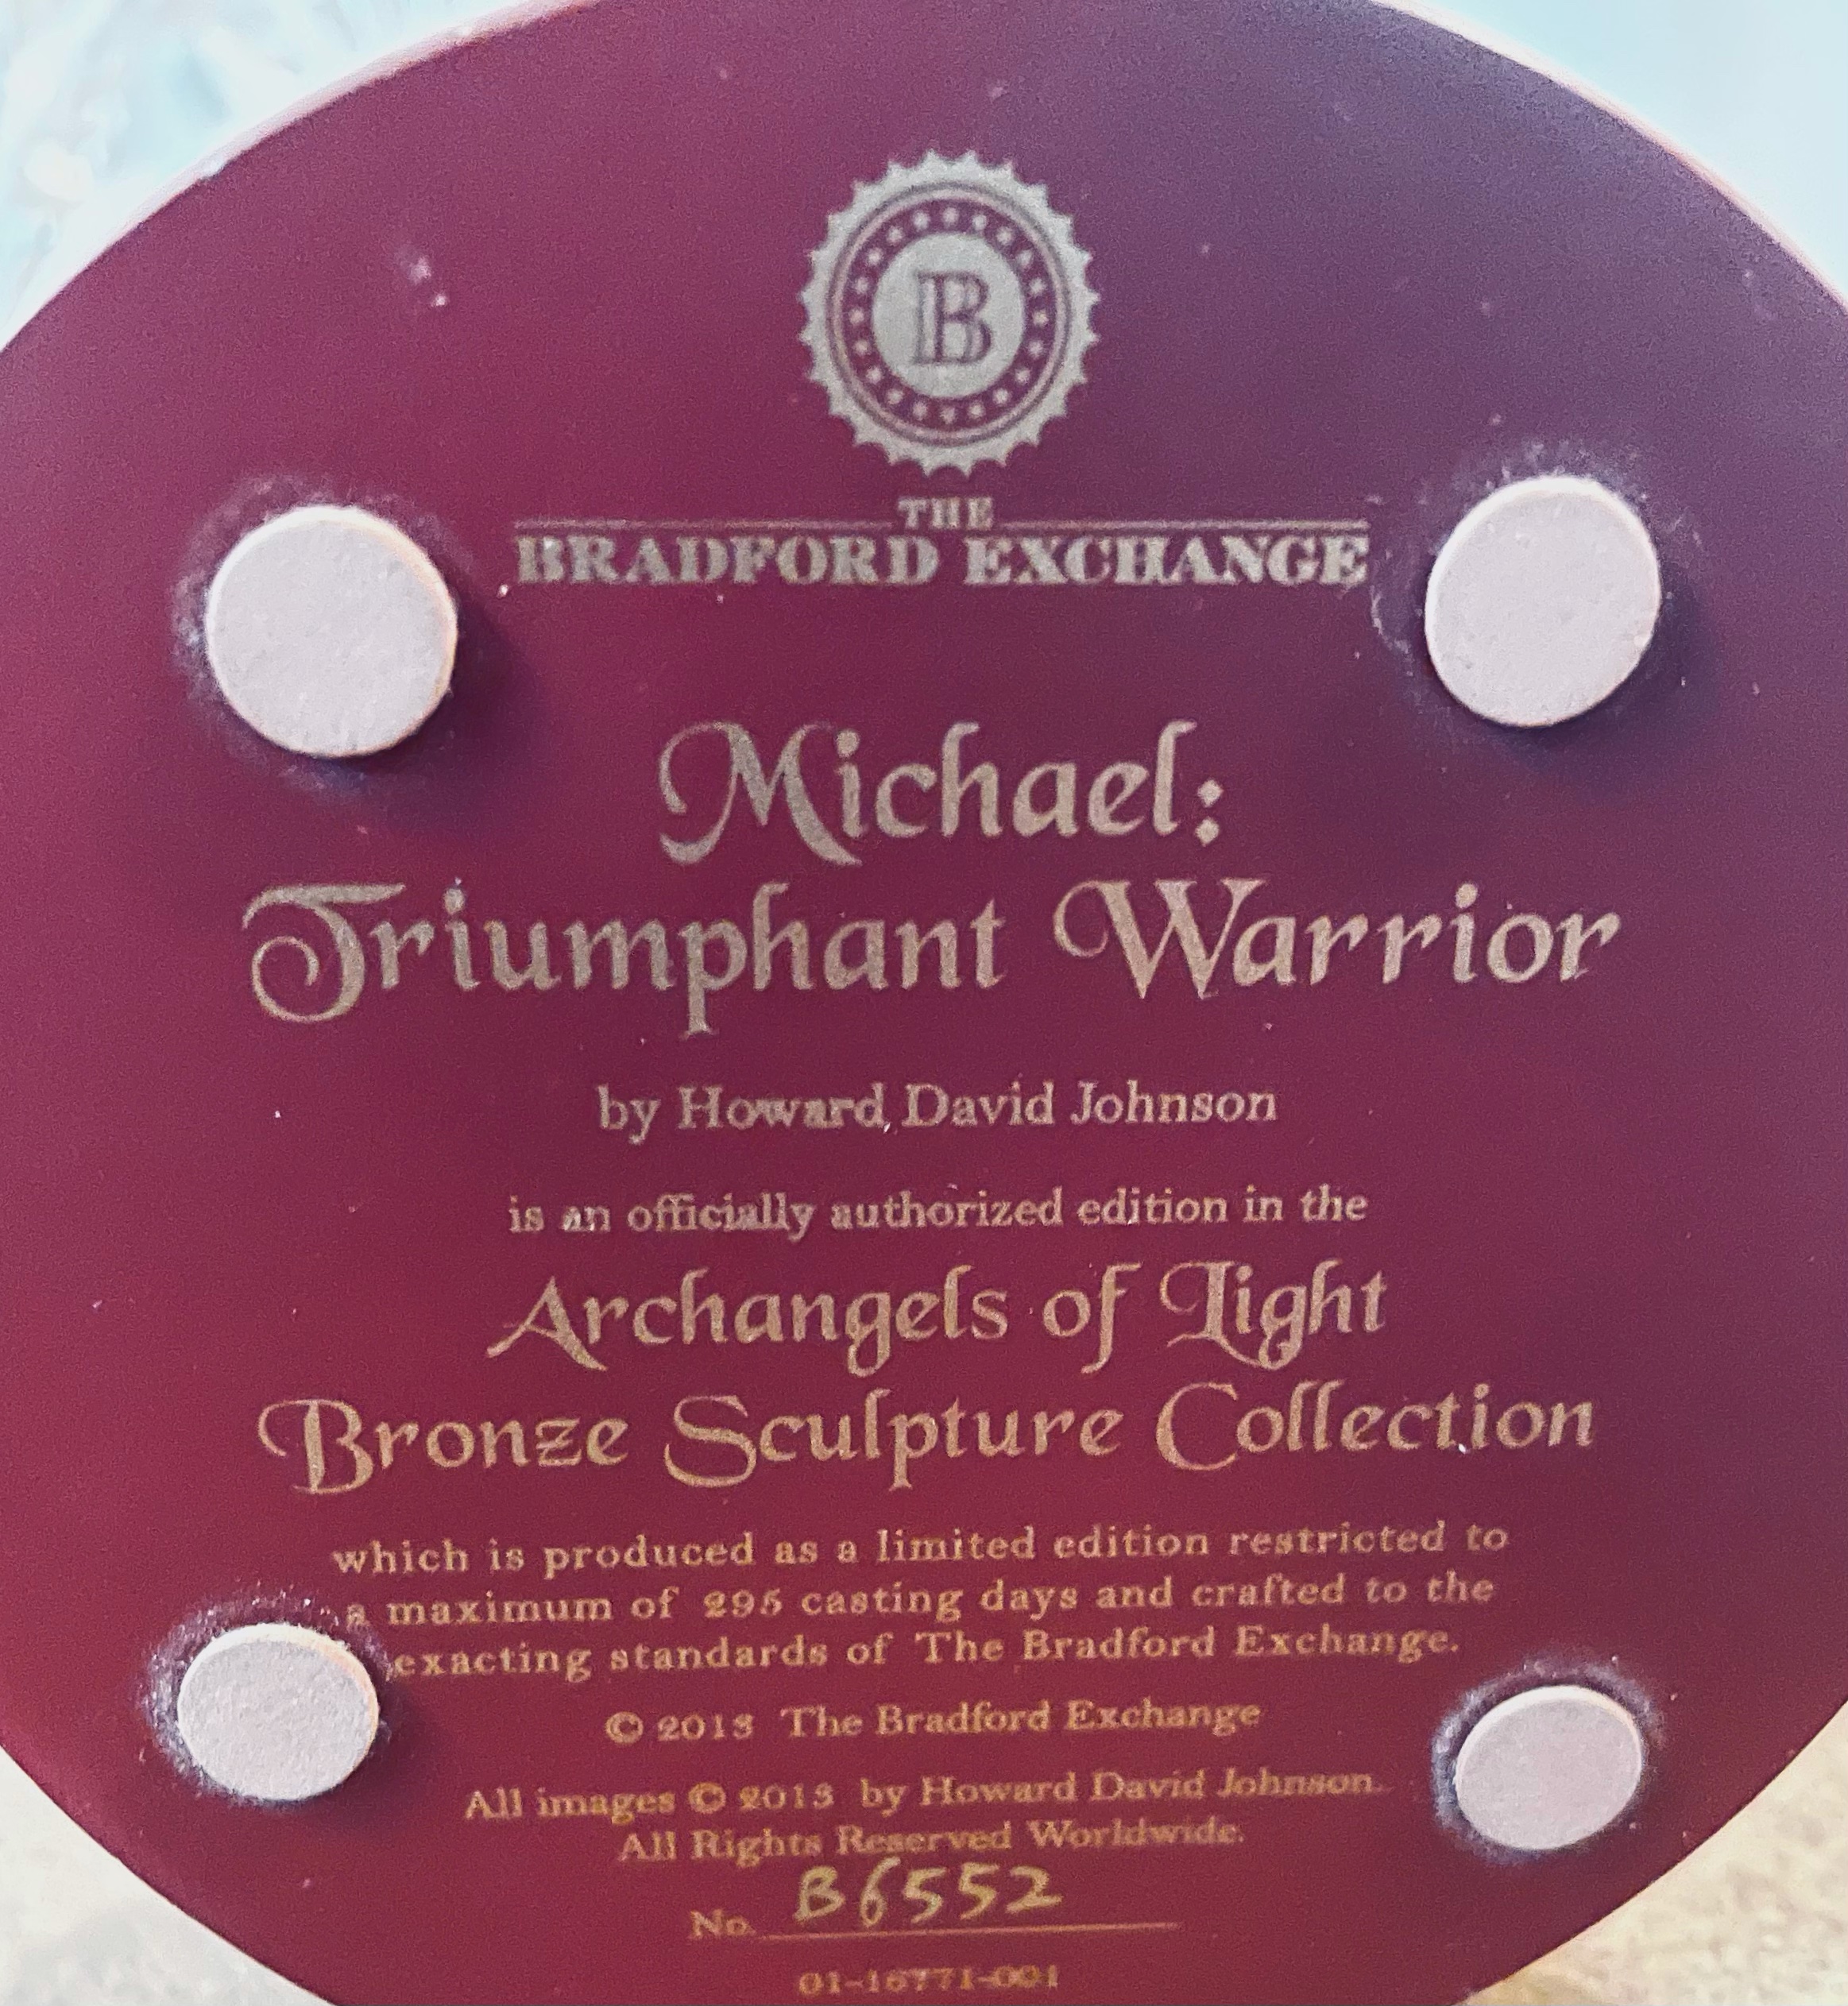 B
THE
BRADFORD EXCHANGE
Michael:
Triumphant Warrior
by Howard David Johnson
is an officially authorized edition in the
Archangels of Light
Bronze Sculpture Collection
which is produced as a limited edition restricted to
a maximum of 295 casting days and crafted to the
exacting standards of The Bradford Exchange.
© 2013 The Bradford Exchange
All images © 2013 by Howard David Johnson.
All Rights Reserved Worldwide.
No. B6552
01-16771-001